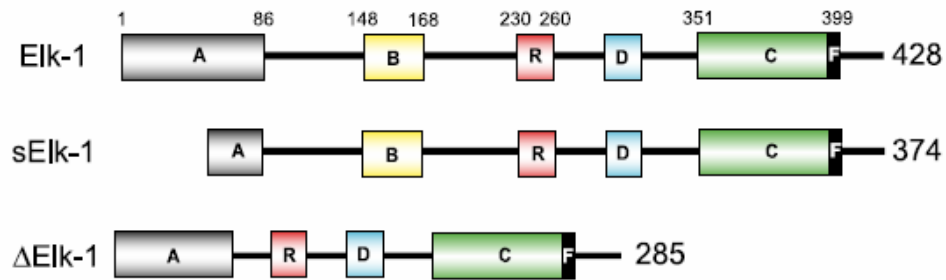 1 86 148 168 230 260 351 399
Elk-1 A B R D C F 428
sElk-1 A B R D C F 374
ΔElk-1 A R D C F 285